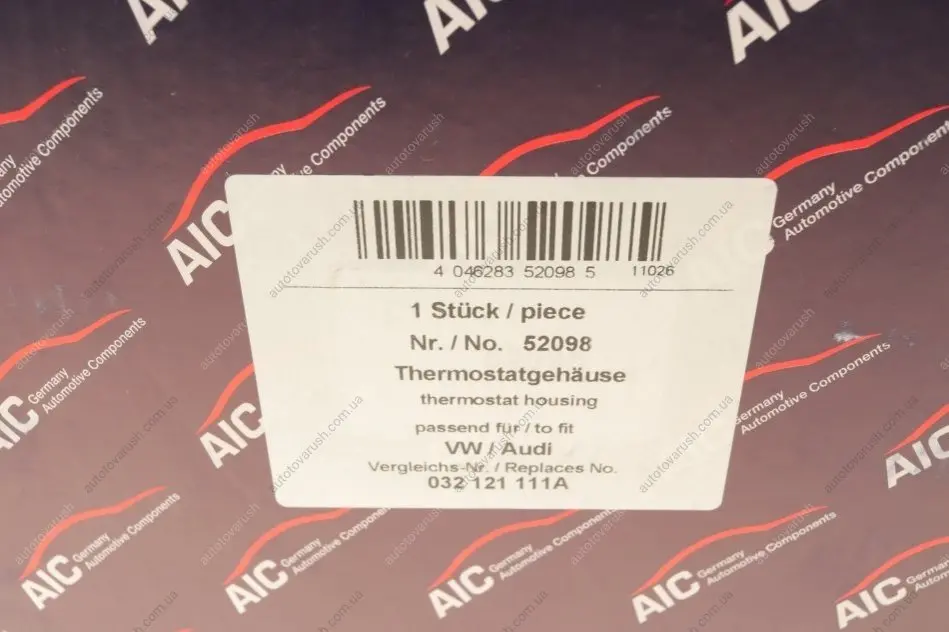 4 046283 52098 5 11026
1 Stück / piece
Nr. / No. 52098
Thermostatgehäuse
thermostat housing
passend für / to fit
VW / Audi
Vergleichs-Nr. / Replaces No.
032 121 111A
AIC Germany
Automotive Components
autotovarush.com.ua